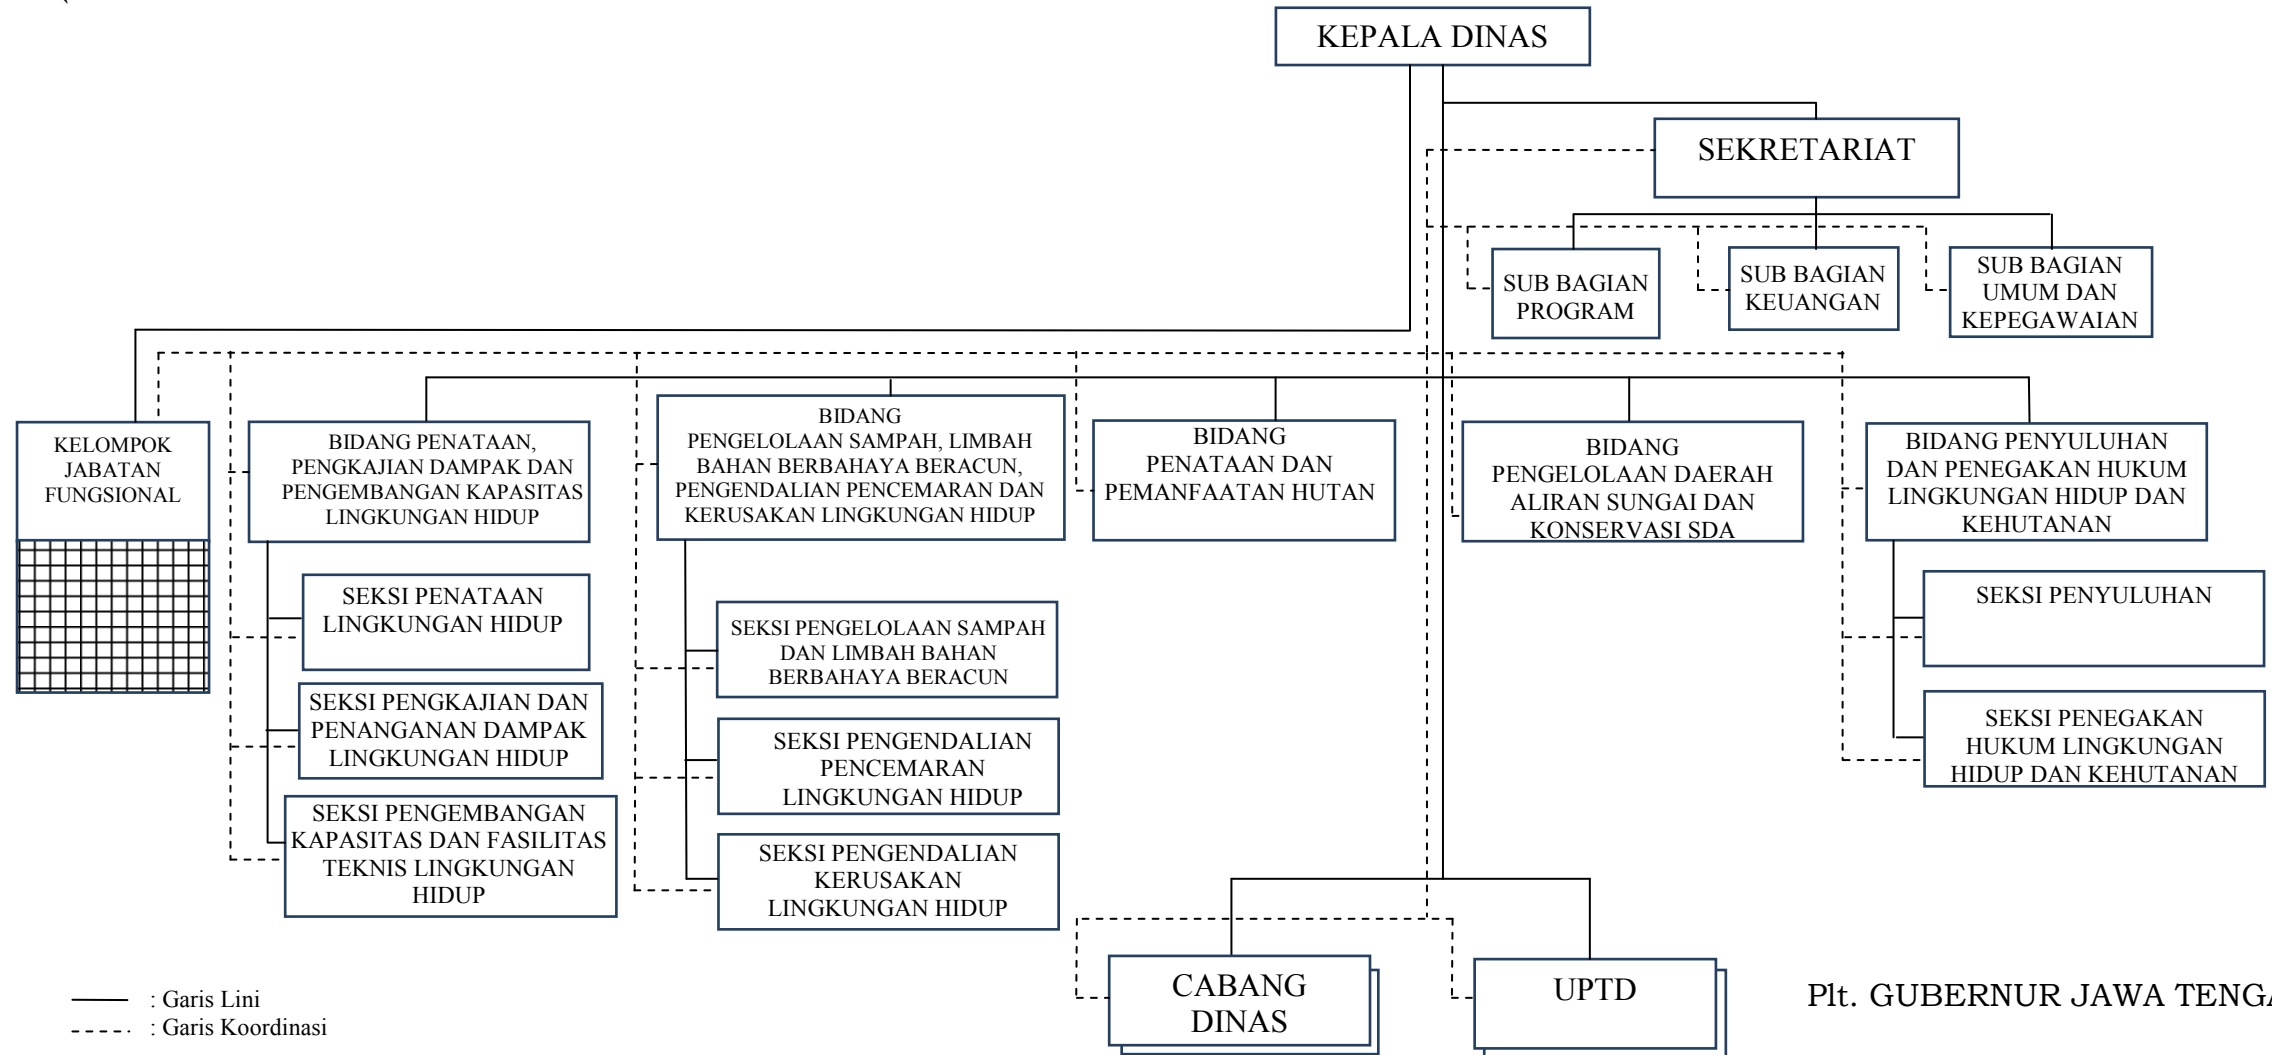 KEPALA DINAS
SEKRETARIAT
SUB BAGIAN
PROGRAM
SUB BAGIAN
KEUANGAN
SUB BAGIAN
UMUM DAN
KEPEGAWAIAN
KELOMPOK
JABATAN
FUNGSIONAL
BIDANG PENATAAN,
PENGKAJIAN DAMPAK DAN
PENGEMBANGAN KAPASITAS
LINGKUNGAN HIDUP
BIDANG
PENGELOLAAN SAMPAH, LIMBAH
BAHAN BERBAHAYA BERACUN,
PENGENDALIAN PENCEMARAN DAN
KERUSAKAN LINGKUNGAN HIDUP
BIDANG
PENATAAN DAN
PEMANFAATAN HUTAN
BIDANG
PENGELOLAAN DAERAH
ALIRAN SUNGAI DAN
KONSERVASI SDA
BIDANG PENYULUHAN
DAN PENEGAKAN HUKUM
LINGKUNGAN HIDUP DAN
KEHUTANAN
SEKSI PENATAAN
LINGKUNGAN HIDUP
SEKSI PENGKAJIAN DAN
PENANGANAN DAMPAK
LINGKUNGAN HIDUP
SEKSI PENGEMBANGAN
KAPASITAS DAN FASILITAS
TEKNIS LINGKUNGAN
HIDUP
SEKSI PENGELOLAAN SAMPAH
DAN LIMBAH BAHAN
BERBAHAYA BERACUN
SEKSI PENGENDALIAN
PENCEMARAN
LINGKUNGAN HIDUP
SEKSI PENGENDALIAN
KERUSAKAN
LINGKUNGAN HIDUP
SEKSI PENYULUHAN
SEKSI PENEGAKAN
HUKUM LINGKUNGAN
HIDUP DAN KEHUTANAN
CABANG
DINAS
UPTD
: Garis Lini
: Garis Koordinasi
Plt. GUBERNUR JAWA TENGA